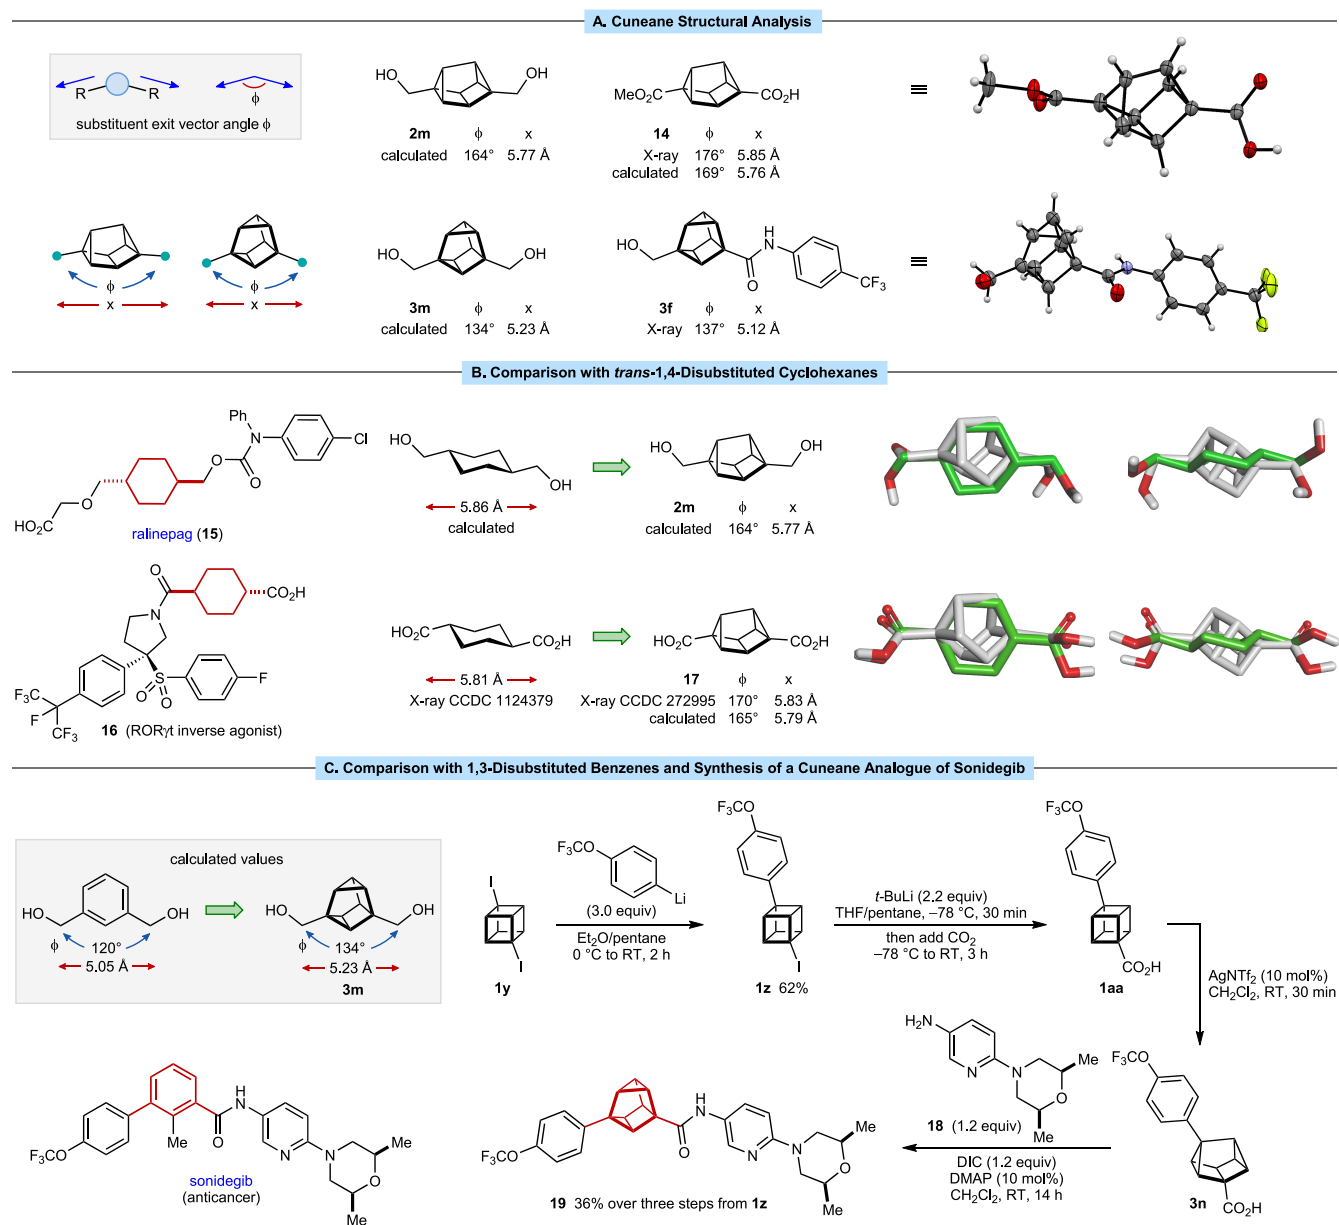 A. Cuneane Structural Analysis
R R
ϕ
substituent exit vector angle ϕ
HO OH
2m ϕ x
calculated 164° 5.77 Å
MeO₂C CO₂H
14 ϕ x
X-ray 176° 5.85 Å
calculated 169° 5.76 Å
≡
ϕ ϕ
x x
HO OH
3m ϕ x
calculated 134° 5.23 Å
HO H N O CF₃
3f ϕ x
X-ray 137° 5.12 Å
≡
B. Comparison with trans-1,4-Disubstituted Cyclohexanes
Ph
N Cl
O O
O
HO₂C
ralinepag (15)
HO
OH
5.86 Å
calculated
HO OH
2m ϕ x
calculated 164° 5.77 Å
O
N CO₂H
S F
O O
F₃C
F
CF₃
16 (RORγt inverse agonist)
HO₂C CO₂H
5.81 Å
X-ray CCDC 1124379
HO₂C CO₂H
17 ϕ x
X-ray CCDC 272995 170° 5.83 Å
calculated 165° 5.79 Å
C. Comparison with 1,3-Disubstituted Benzenes and Synthesis of a Cuneane Analogue of Sonidegib
calculated values
HO OH
ϕ 120°
5.05 Å
HO OH
ϕ 134°
5.23 Å
3m
I
I
1y
F₃CO
Li
(3.0 equiv)
Et₂O/pentane
0 °C to RT, 2 h
F₃CO
I
1z 62%
t-BuLi (2.2 equiv)
THF/pentane, –78 °C, 30 min
then add CO₂
–78 °C to RT, 3 h
F₃CO
CO₂H
1aa
AgNTf₂ (10 mol%)
CH₂Cl₂, RT, 30 min
F₃CO
CO₂H
3n
H₂N
N N Me
O
Me
18 (1.2 equiv)
DIC (1.2 equiv)
DMAP (10 mol%)
CH₂Cl₂, RT, 14 h
H
N
Me O
F₃CO
N N Me
O
Me
sonidegib
(anticancer)
H
N
O
F₃CO
N N Me
O
Me
19 36% over three steps from 1z